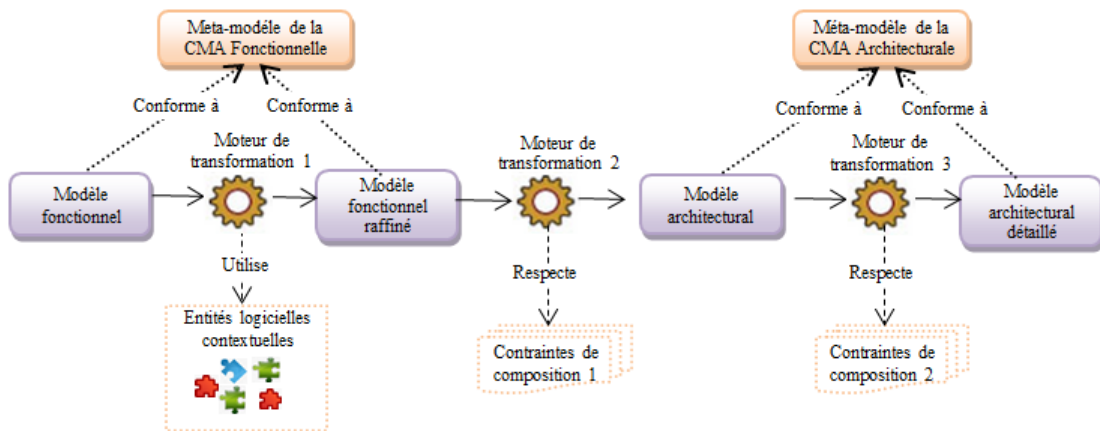 Meta-modèle de la
CMA Fonctionnelle
Méta-modèle de la
CMA Architecturale
Conforme à
Conforme à
Conforme à
Conforme à
Moteur de
transformation 1
Moteur de
transformation 2
Moteur de
transformation 3
Modèle
fonctionnel
Modèle
fonctionnel
raffiné
Modèle
architectural
Modèle
architectural
détaillé
Utilise
Respecte
Respecte
Entités logicielles
contextuelles
Contraintes de
composition 1
Contraintes de
composition 2